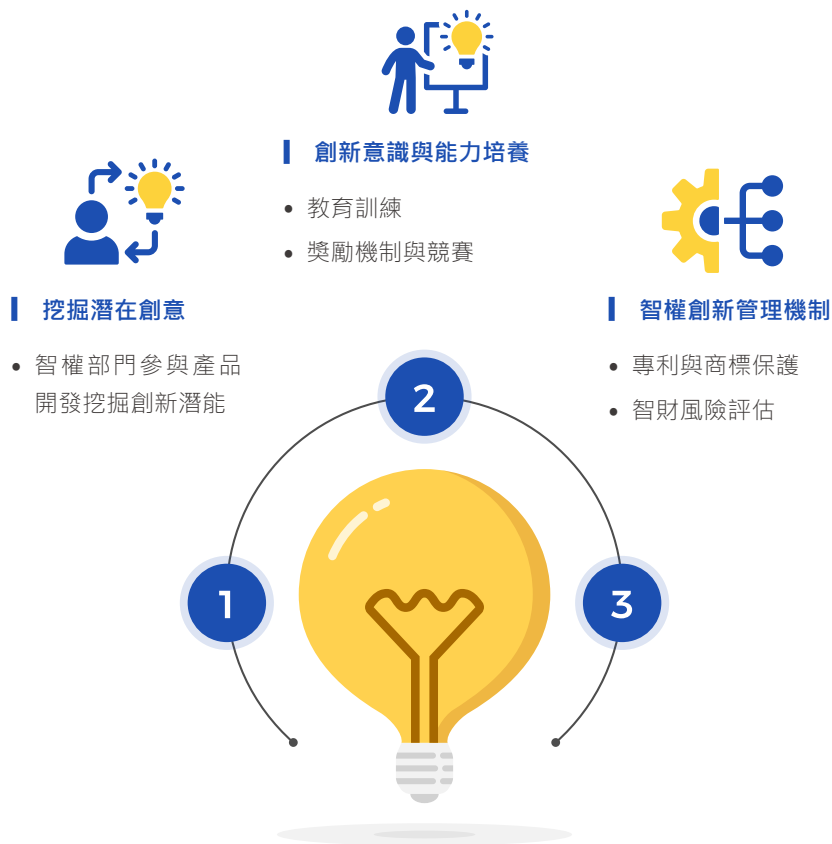 創新意識與能力培養
• 教育訓練
• 獎勵機制與競賽
挖掘潛在創意
• 智權部門參與產品
開發挖掘創新潛能
智權創新管理機制
• 專利與商標保護
• 智財風險評估
1
2
3